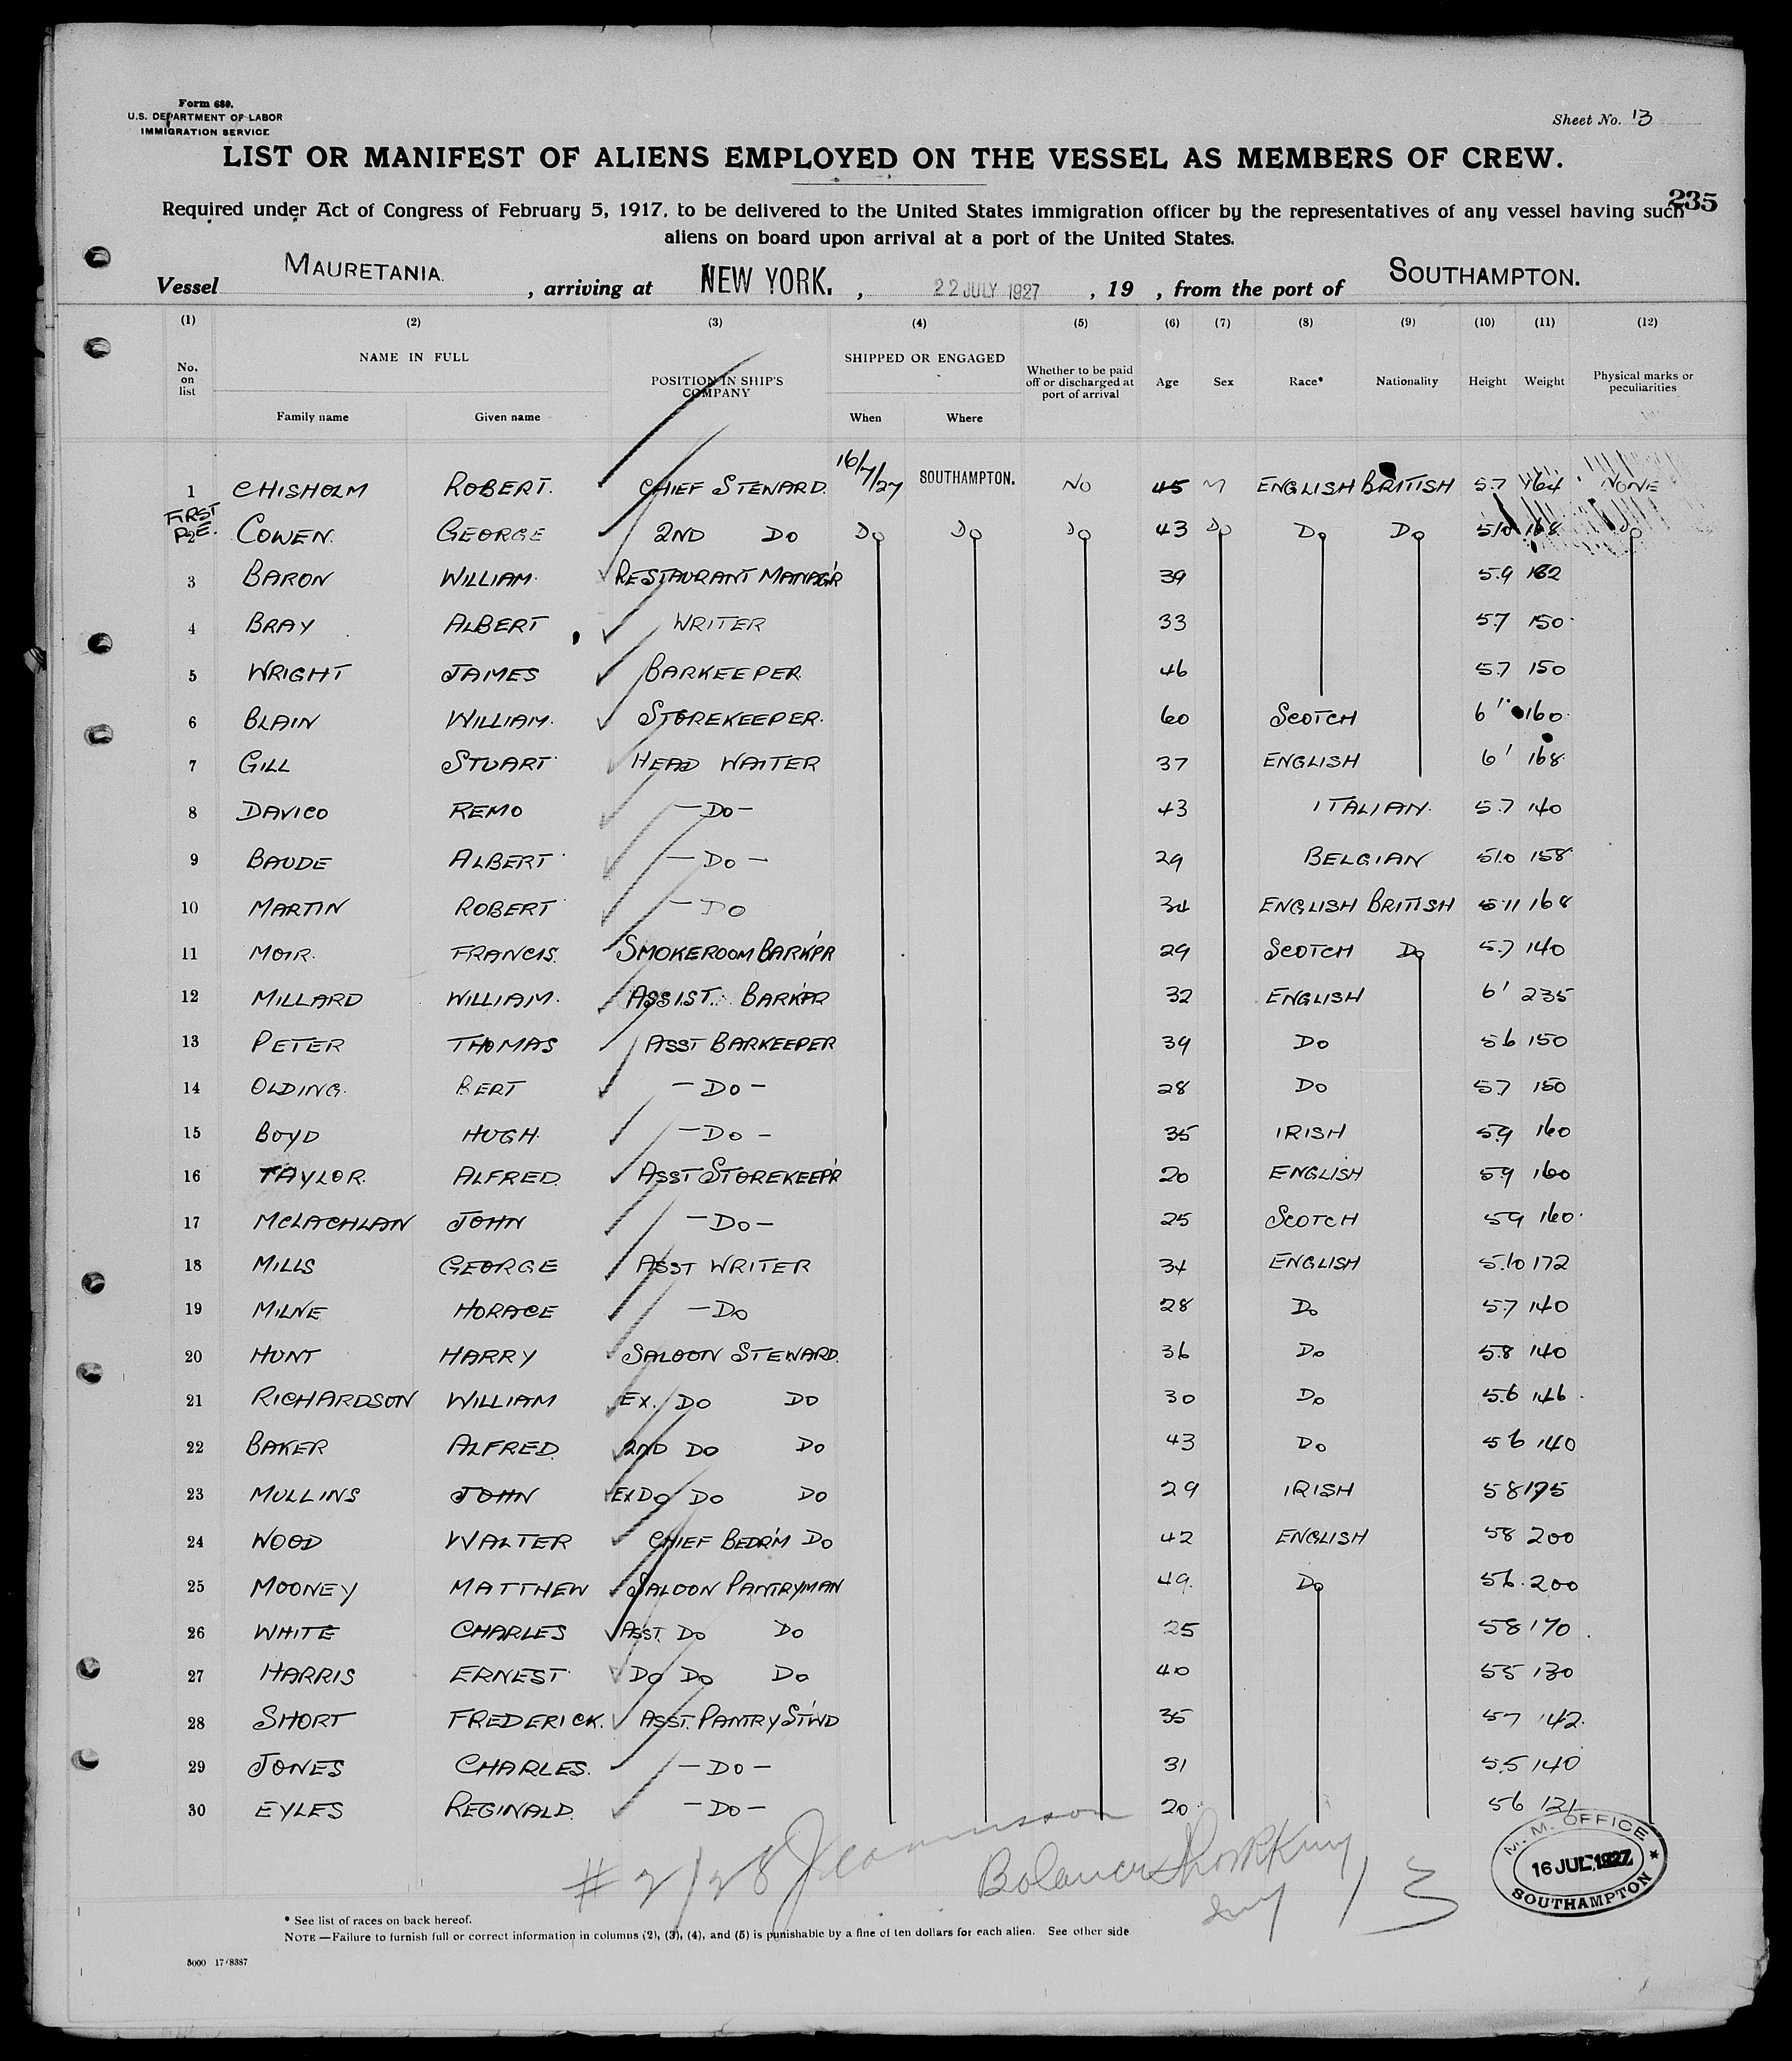 Form 689.
U.S. DEPARTMENT OF LABOR
IMMIGRATION SERVICE
Sheet No. 13
LIST OR MANIFEST OF ALIENS EMPLOYED ON THE VESSEL AS MEMBERS OF CREW.
235
Required under Act of Congress of February 5, 1917, to be delivered to the United States immigration officer by the representatives of any vessel having such
aliens on board upon arrival at a port of the United States.
Vessel MAURETANIA, arriving at NEW YORK., 22 JULY 1927, 19 , from the port of SOUTHAMPTON.
(1) (2) (3) (4) (5) (6) (7) (8) (9) (10) (11) (12)
No. on list NAME IN FULL Family name Given name POSITION IN SHIP'S COMPANY SHIPPED OR ENGAGED When Where Whether to be paid off or discharged at port of arrival Age Sex Race* Nationality Height Weight Physical marks or peculiarities
1 CHISHOLM ROBERT. CHIEF STEWARD. 16/7/27 SOUTHAMPTON. NO 45 M ENGLISH BRITISH 5.7 164 NONE
FIRST
P.E. 2 COWEN. GEORGE 2ND DO DO DO DO 43 DO DO DO 5.10 168 DO
3 BARON WILLIAM. RESTAURANT MANAG'R 39 5.9 182
4 BRAY ALBERT WRITER 33 5.7 150
5 WRIGHT JAMES BARKEEPER. 46 5.7 150
6 BLAIN WILLIAM. STOREKEEPER. 60 SCOTCH 6' 160
7 GILL STUART HEAD WAITER 37 ENGLISH 6' 168
8 DAVICO REMO —DO— 43 ITALIAN. 5.7 140
9 BAUDE ALBERT —DO— 29 BELGIAN 5.10 158
10 MARTIN ROBERT —DO 34 ENGLISH BRITISH 5.11 168
11 MOIR. FRANCIS. SMOKEROOM BARK'PR 29 SCOTCH DO 5.7 140
12 MILLARD WILLIAM. ASSIST. BARK'PR 32 ENGLISH 6' 235
13 PETER THOMAS ASST BARKEEPER 39 DO 5.6 150
14 OLDING. BERT —DO— 28 DO 5.7 150
15 BOYD HUGH. —DO— 35 IRISH 5.9 160
16 TAYLOR. ALFRED. ASST STOREKEEP'R 20 ENGLISH 5.9 160
17 MCLACHLAN JOHN —DO— 25 SCOTCH 5.9 160
18 MILLS GEORGE ASST WRITER 34 ENGLISH 5.10 172
19 MILNE HORACE —DO 28 DO 5.7 140
20 HUNT HARRY SALOON STEWARD. 36 DO 5.8 140
21 RICHARDSON WILLIAM EX. DO DO 30 DO 5.6 146
22 BAKER ALFRED. 2ND DO DO 43 DO 5.6 140
23 MULLINS JOHN EX DO DO DO 29 IRISH 5.8 175
24 WOOD WALTER CHIEF BEDR'M DO 42 ENGLISH 5.8 200
25 MOONEY MATTHEW SALOON PANTRYMAN 49. DO 5.6 200
26 WHITE CHARLES ASST. DO DO 25 5.8 170
27 HARRIS ERNEST DO DO DO 40 5.5 130
28 SHORT FREDERICK. ASST. PANTRY ST'WD 35 5.7 142
29 JONES CHARLES. —DO— 31 5.5 140
30 EYLES REGINALD. —DO— 20 5.6 121
# 2/28
M. M. OFFICE
16 JUL 1927
SOUTHAMPTON
* See list of races on back hereof.
NOTE —Failure to furnish full or correct information in columns (2), (3), (4), and (5) is punishable by a fine of ten dollars for each alien. See other side
5000 17/8387